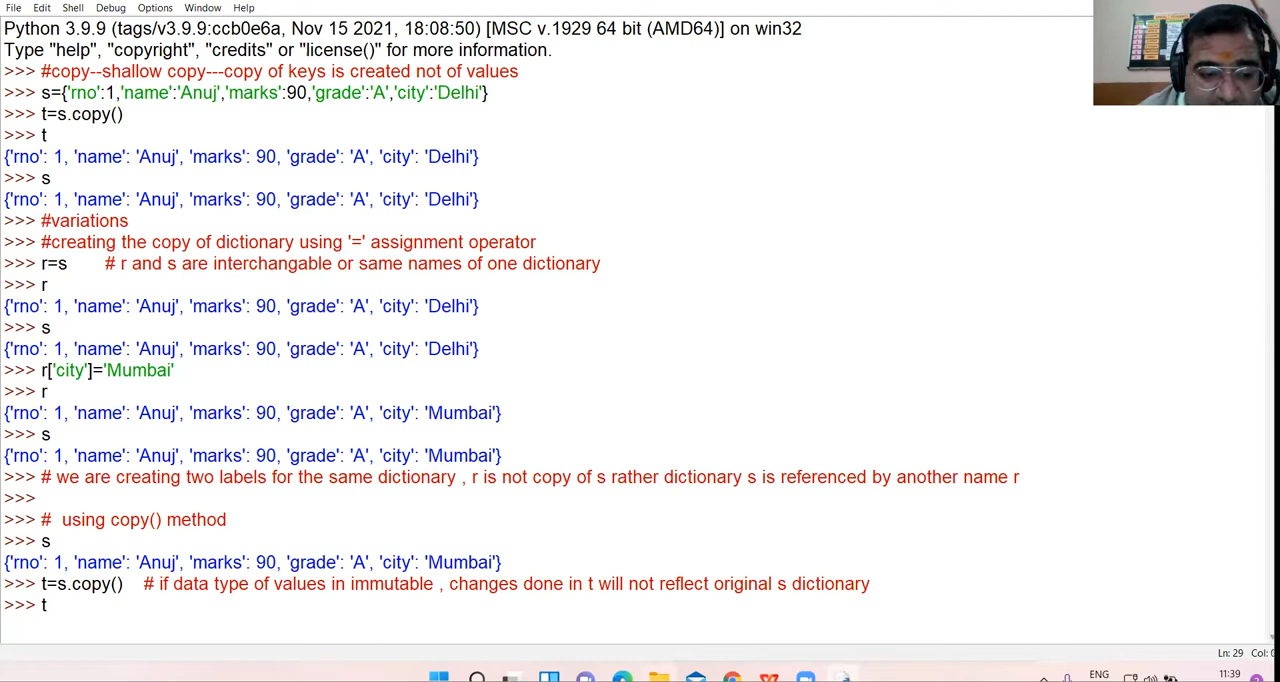 File Edit Shell Debug Options Window Help
Python 3.9.9 (tags/v3.9.9:ccb0e6a, Nov 15 2021, 18:08:50) [MSC v.1929 64 bit (AMD64)] on win32
Type "help", "copyright", "credits" or "license()" for more information.
>>> #copy--shallow copy---copy of keys is created not of values
>>> s={'rno':1,'name':'Anuj','marks':90,'grade':'A','city':'Delhi'}
>>> t=s.copy()
>>> t
{'rno': 1, 'name': 'Anuj', 'marks': 90, 'grade': 'A', 'city': 'Delhi'}
>>> s
{'rno': 1, 'name': 'Anuj', 'marks': 90, 'grade': 'A', 'city': 'Delhi'}
>>> #variations
>>> #creating the copy of dictionary using '=' assignment operator
>>> r=s # r and s are interchangable or same names of one dictionary
>>> r
{'rno': 1, 'name': 'Anuj', 'marks': 90, 'grade': 'A', 'city': 'Delhi'}
>>> s
{'rno': 1, 'name': 'Anuj', 'marks': 90, 'grade': 'A', 'city': 'Delhi'}
>>> r['city']='Mumbai'
>>> r
{'rno': 1, 'name': 'Anuj', 'marks': 90, 'grade': 'A', 'city': 'Mumbai'}
>>> s
{'rno': 1, 'name': 'Anuj', 'marks': 90, 'grade': 'A', 'city': 'Mumbai'}
>>> # we are creating two labels for the same dictionary , r is not copy of s rather dictionary s is referenced by another name r
>>>
>>> # using copy() method
>>> s
{'rno': 1, 'name': 'Anuj', 'marks': 90, 'grade': 'A', 'city': 'Mumbai'}
>>> t=s.copy() # if data type of values in immutable , changes done in t will not reflect original s dictionary
>>> t
Ln: 29 Col:
ENG 11:39